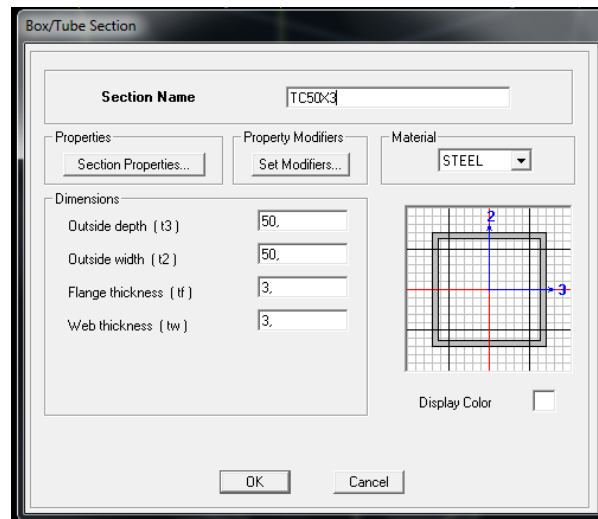 Box/Tube Section
Section Name TC50X3
Properties Property Modifiers Material
Section Properties... Set Modifiers... STEEL
Dimensions
Outside depth ( t3 ) 50,
Outside width ( t2 ) 50,
Flange thickness ( tf ) 3,
Web thickness ( tw ) 3,
2
3
Display Color
OK Cancel